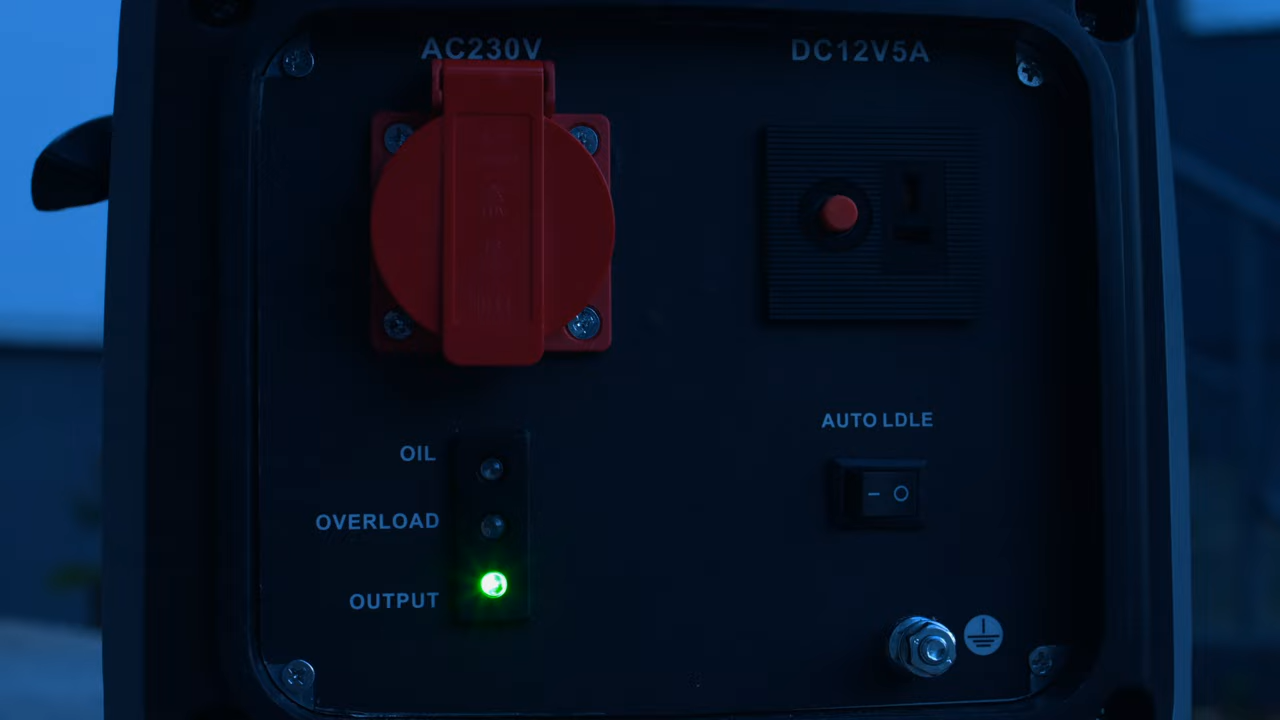 AC230V
DC12V5A
OIL
OVERLOAD
OUTPUT
AUTO LDLE
– O